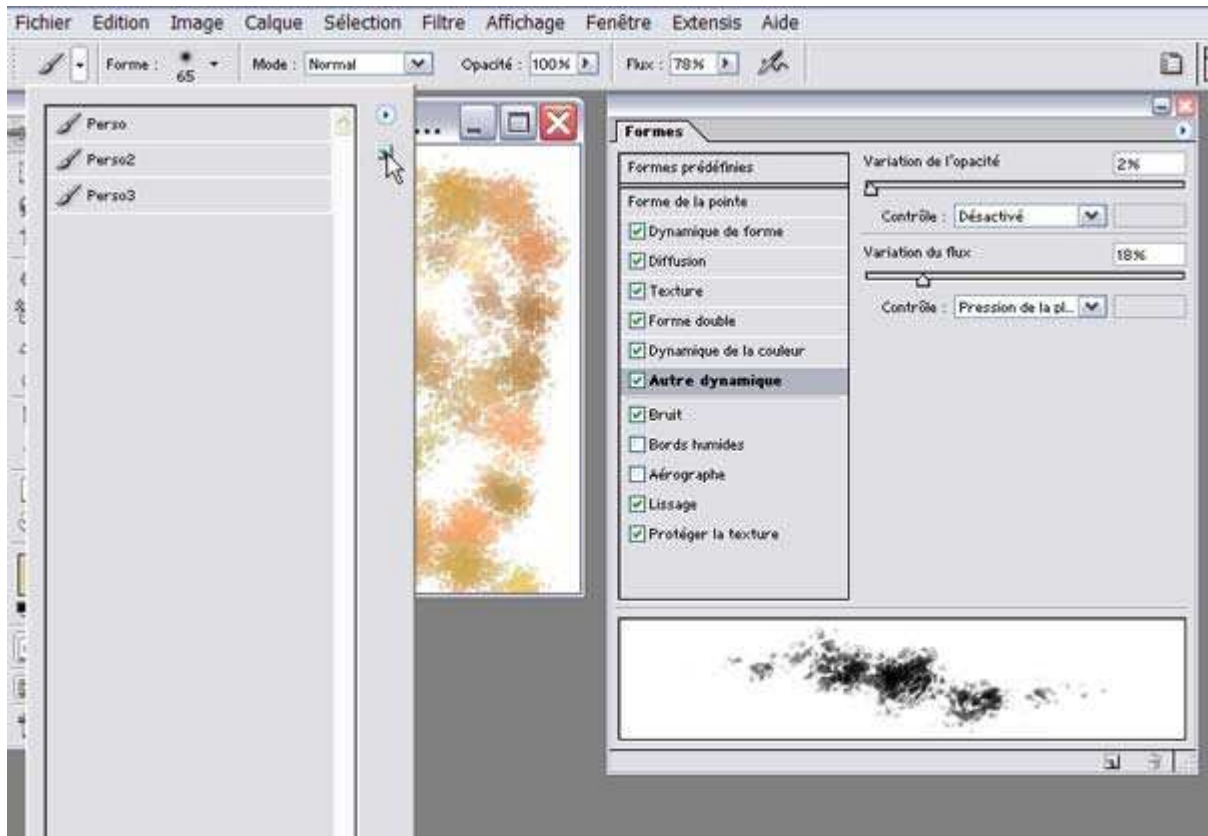 Fichier Edition Image Calque Sélection Filtre Affichage Fenêtre Extensis Aide
Forme : 65 Mode : Normal Opacité : 100% Flux : 78%
Perso
Perso2
Perso3
...
Formes
Formes prédéfinies
Forme de la pointe
Dynamique de forme
Diffusion
Texture
Forme double
Dynamique de la couleur
Autre dynamique
Bruit
Bords humides
Aérographe
Lissage
Protéger la texture
Variation de l'opacité 2%
Contrôle : Désactivé
Variation du flux 18%
Contrôle : Pression de la pl...